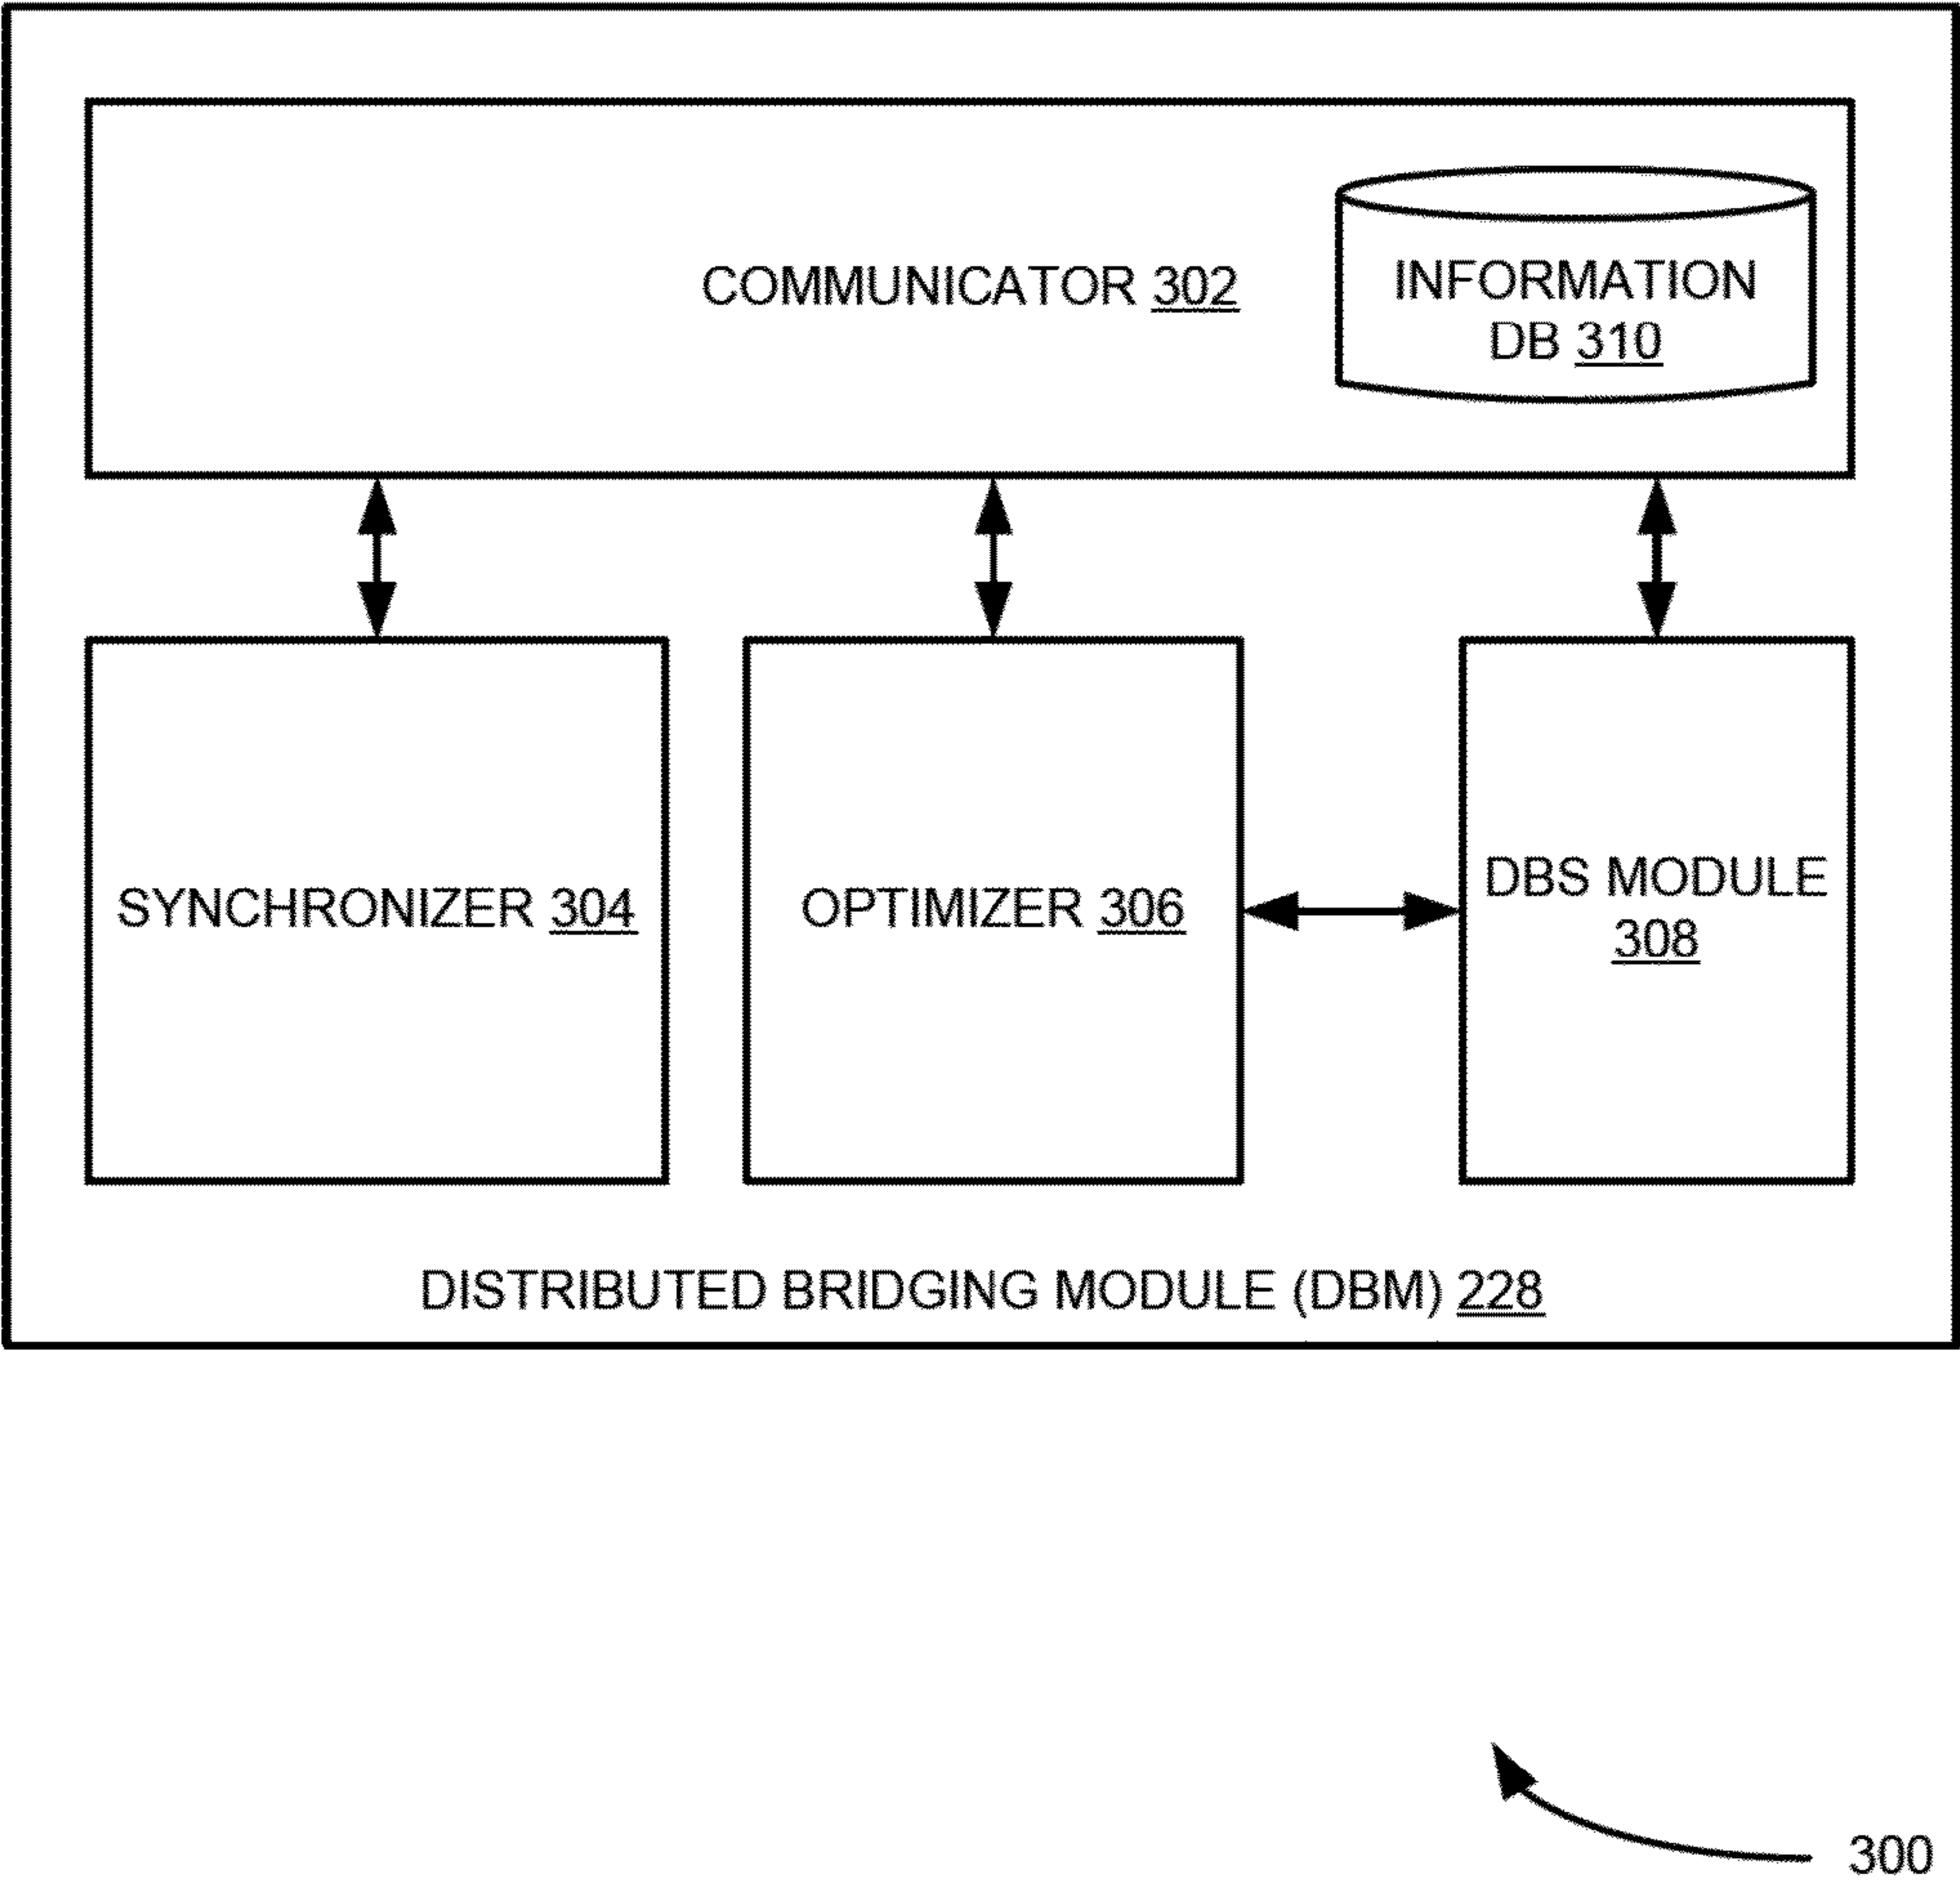 COMMUNICATOR 302
INFORMATION
DB 310
SYNCHRONIZER 304
OPTIMIZER 306
DBS MODULE
308
DISTRIBUTED BRIDGING MODULE (DBM) 228
300